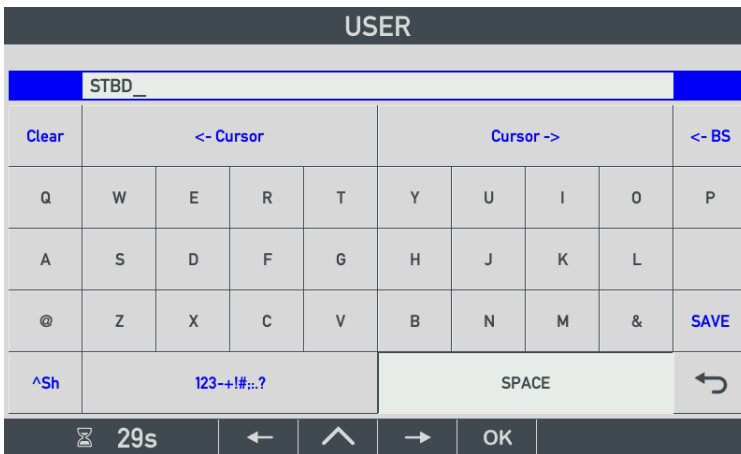 USER
STBD_
Clear <- Cursor Cursor -> <- BS
Q W E R T Y U I O P
A S D F G H J K L
@ Z X C V B N M & SAVE
^Sh 123-+!#;:.? SPACE
29s OK